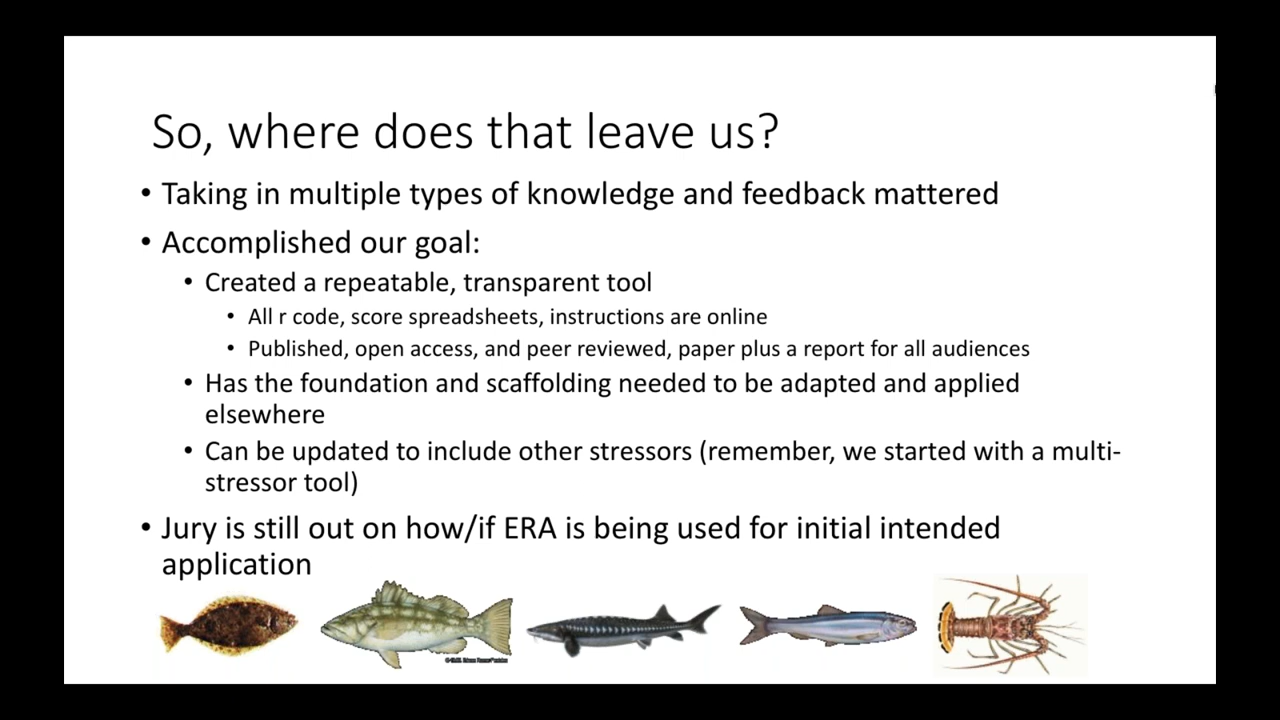 So, where does that leave us?
• Taking in multiple types of knowledge and feedback mattered
• Accomplished our goal:
• Created a repeatable, transparent tool
• All r code, score spreadsheets, instructions are online
• Published, open access, and peer reviewed, paper plus a report for all audiences
• Has the foundation and scaffolding needed to be adapted and applied
elsewhere
• Can be updated to include other stressors (remember, we started with a multi-
stressor tool)
• Jury is still out on how/if ERA is being used for initial intended
application